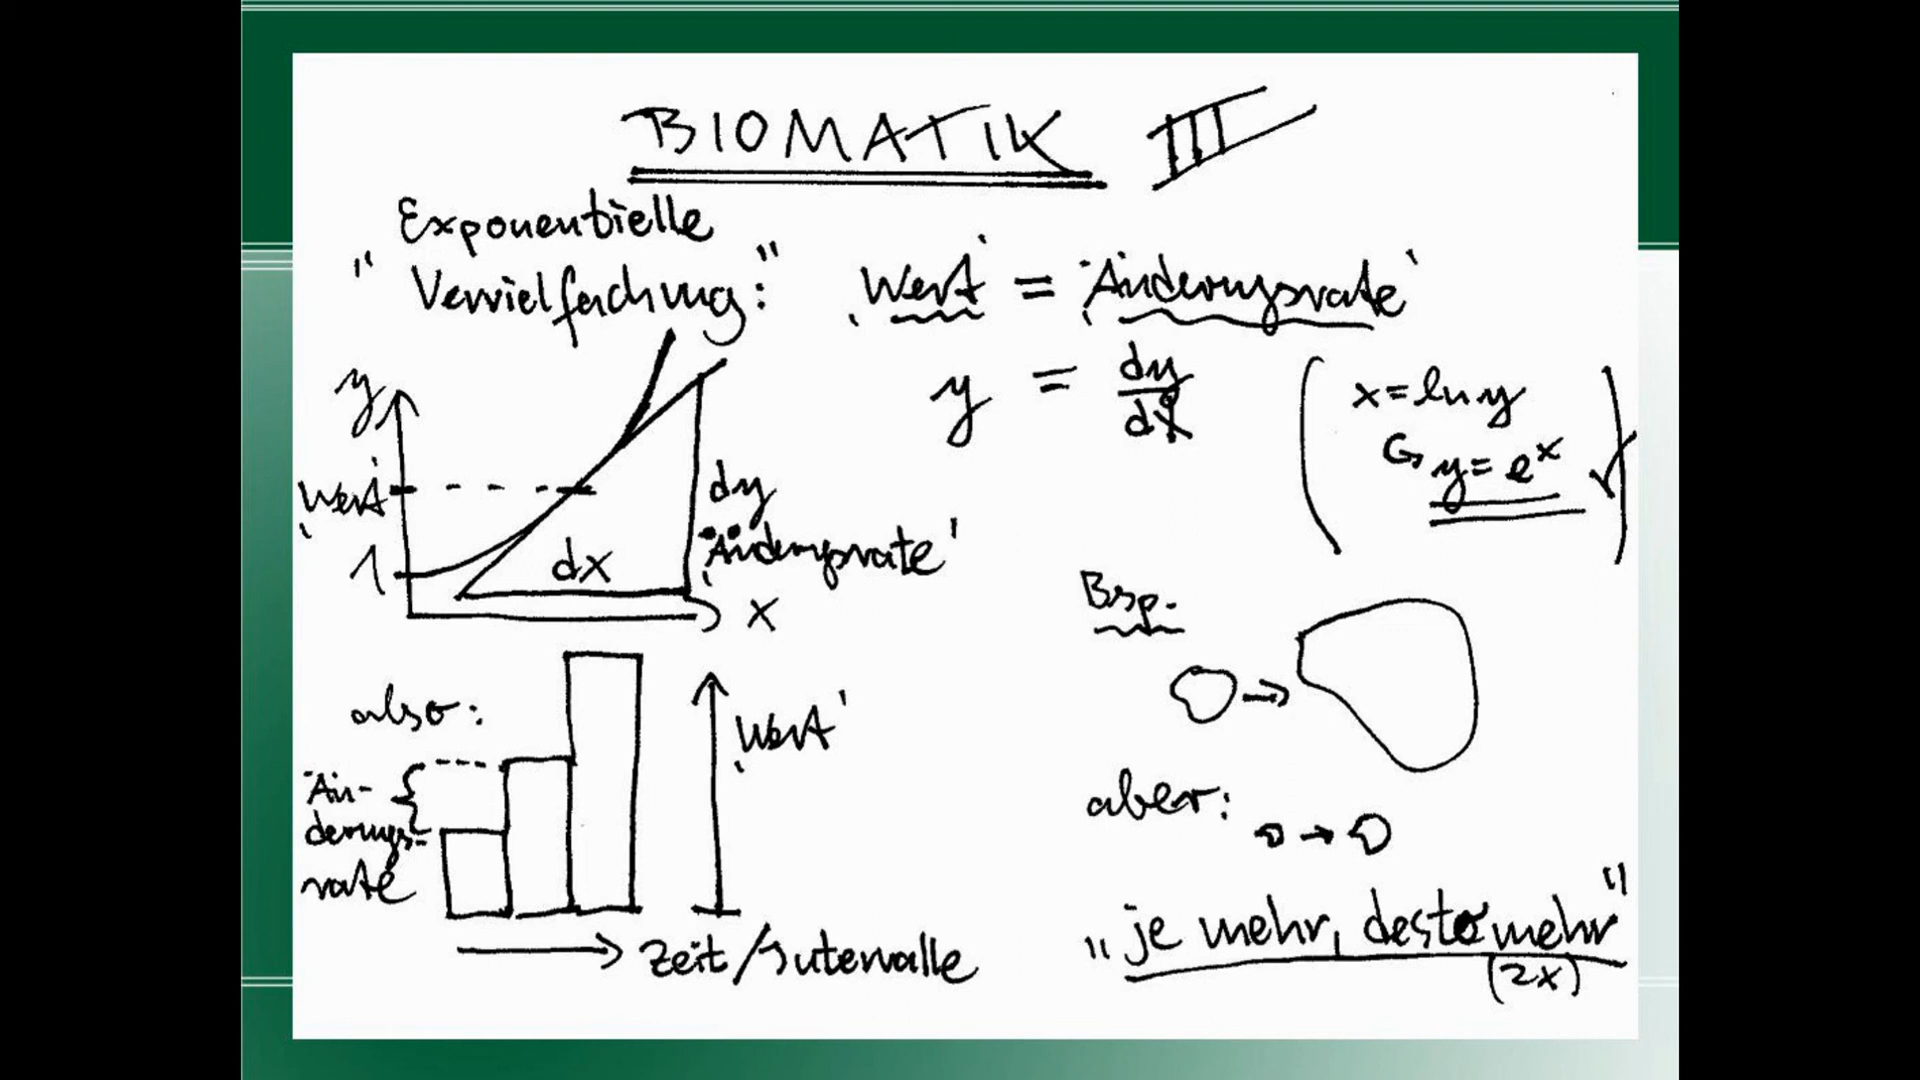 BIOMATIK III
"Exponentielle
Vervielfachung:"
‚Wert' = ‚Änderungsrate'
y = dy/dx
(x = ln y
↳ y = e^x ✓)
y
‚Wert'
1
dx
dy
‚Änderungsrate'
x
also:
Än-
derungs-
rate
‚Wert'
→ Zeit/Intervalle
Bsp.
→
aber:
→
„je mehr, desto mehr"
(2x)